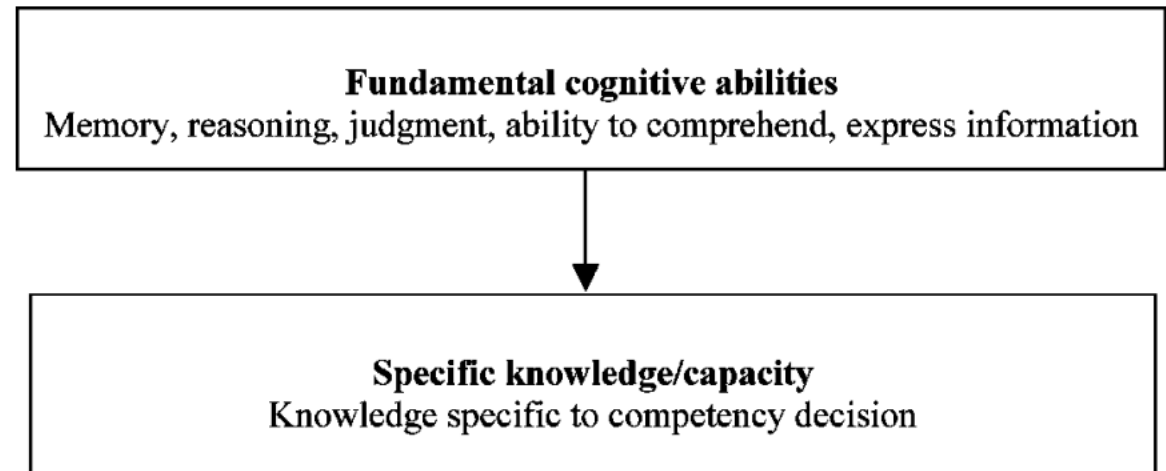 Fundamental cognitive abilities
Memory, reasoning, judgment, ability to comprehend, express information
Specific knowledge/capacity
Knowledge specific to competency decision